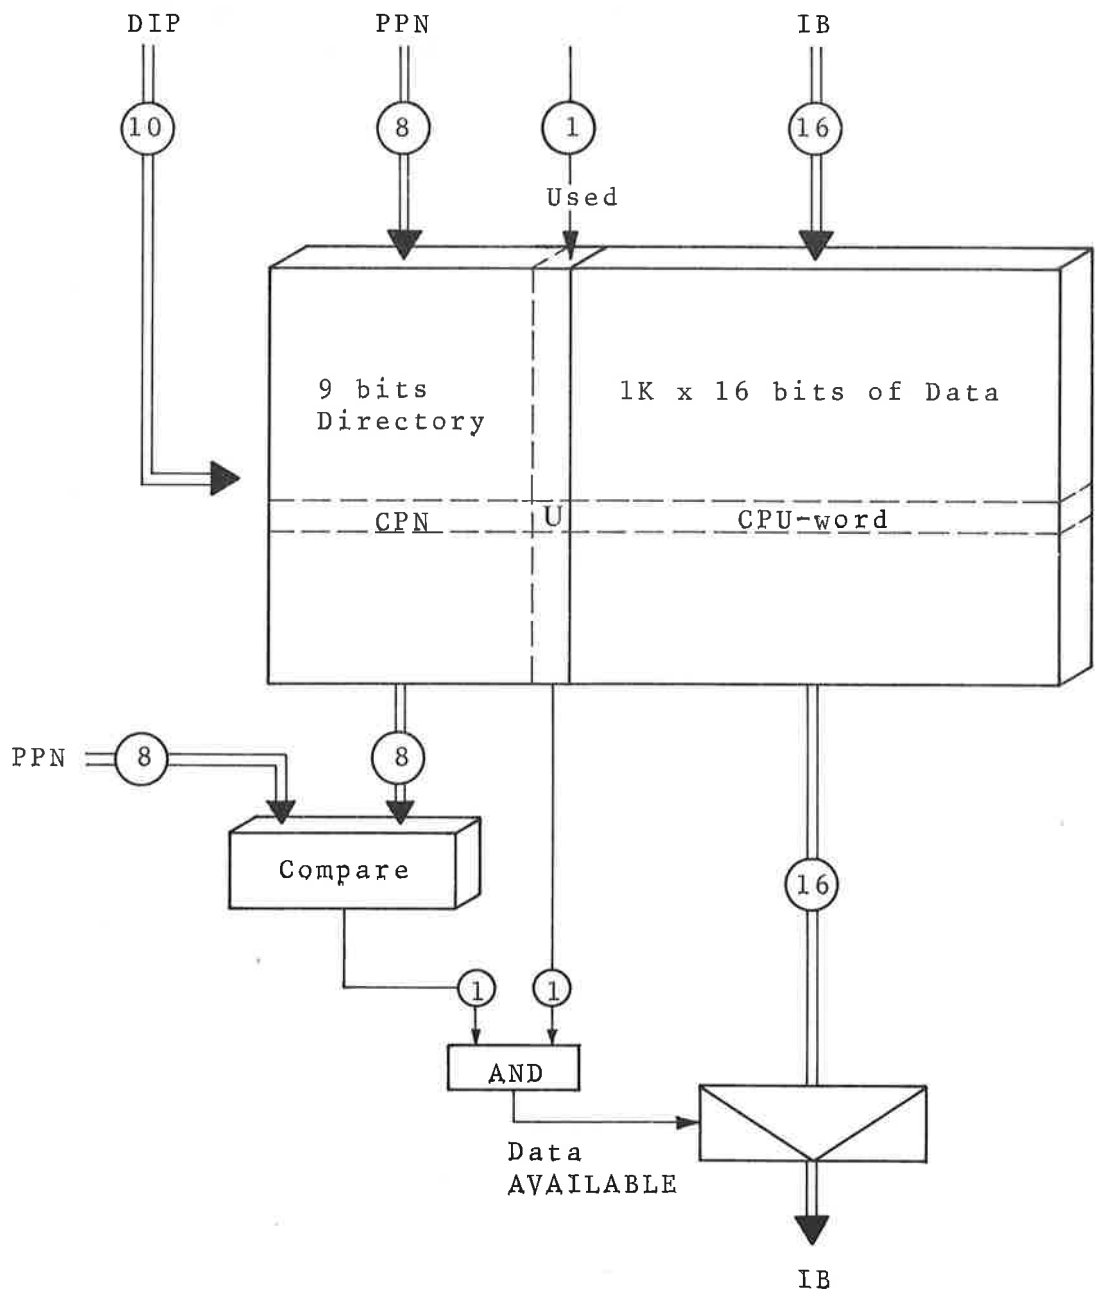 DIP PPN IB
10 8 1 16
Used
9 bits
Directory
1K x 16 bits of Data
CPN U CPU-word
PPN 8 8
Compare
16
1 1
AND
Data
AVAILABLE
IB